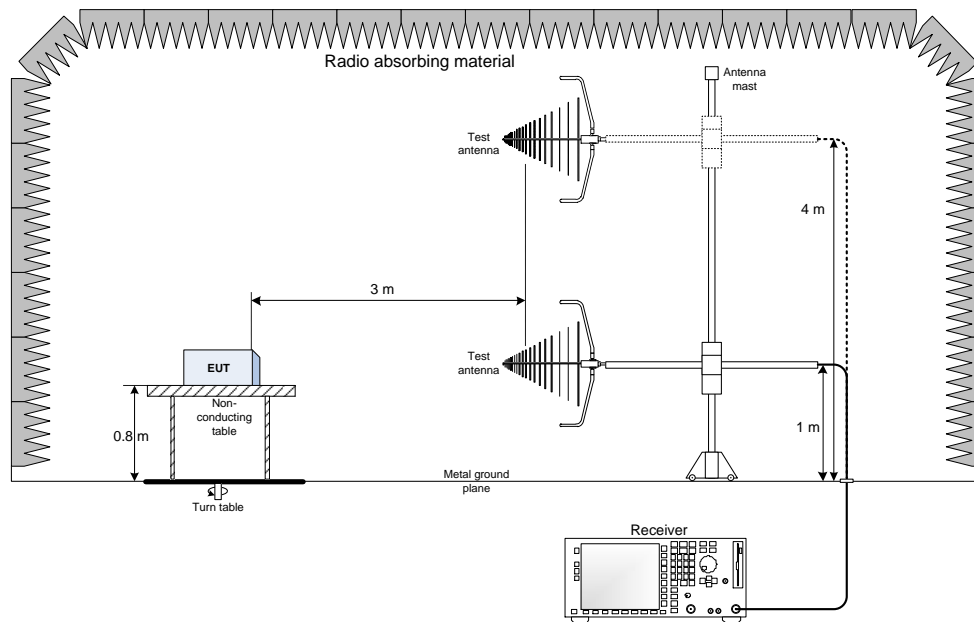 Radio absorbing material
Antenna
mast
Test
antenna
4 m
3 m
Test
antenna
EUT
Non-
conducting
table
0.8 m
1 m
Metal ground
plane
Turn table
Receiver